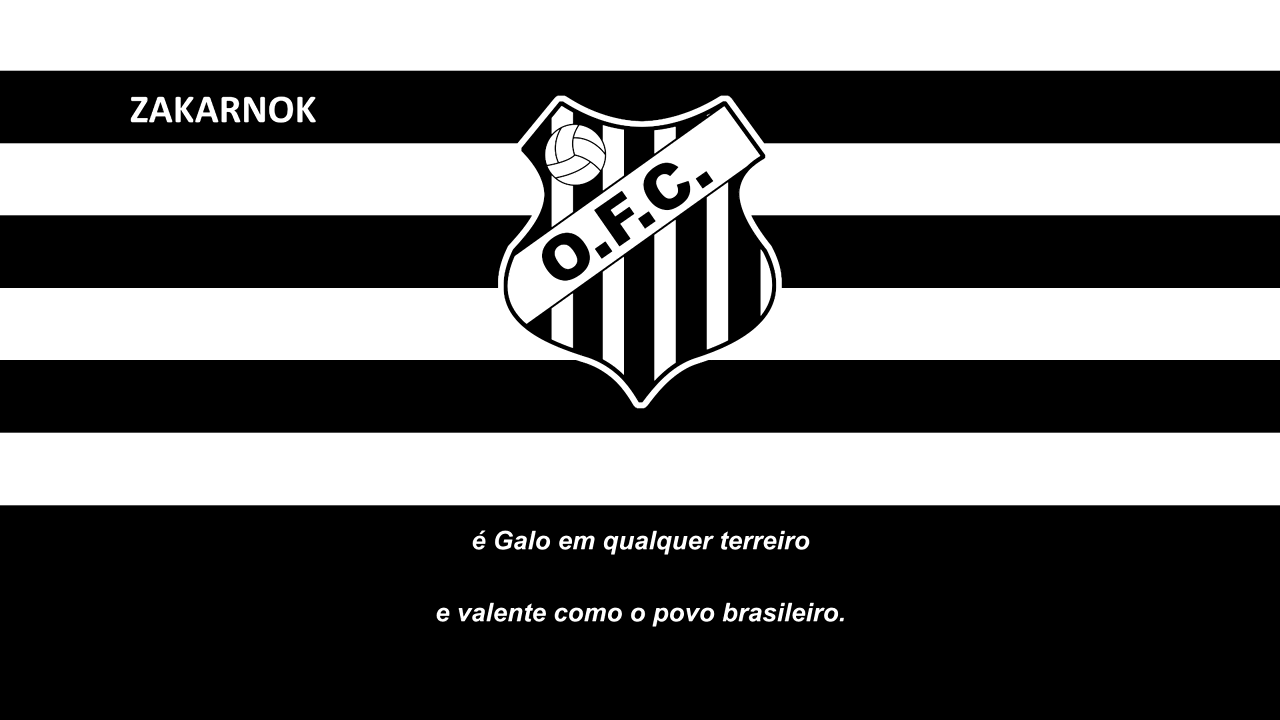 ZAKARNOK
O.F.C.
é Galo em qualquer terreiro
e valente como o povo brasileiro.